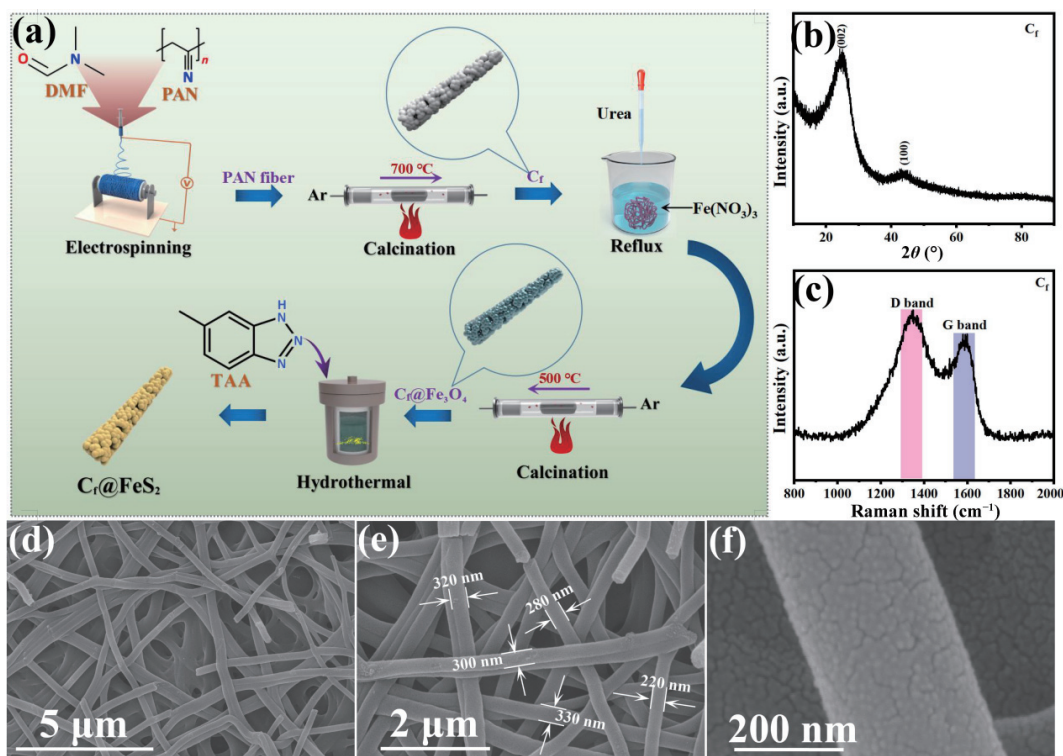 (a)
O
N
DMF
[ ]n
N
PAN
V
Electrospinning
PAN fiber
Ar
700 °C
Calcination
Cf
Urea
Fe(NO₃)₃
Reflux
H
N
N
N
TAA
Cf@FeS₂
Hydrothermal
Cf@Fe₃O₄
500 °C
Ar
Calcination
(b)
Cf
(002)
(100)
Intensity (a.u.)
20 40 60 80
2θ (°)
(c)
Cf
D band
G band
Intensity (a.u.)
800 1000 1200 1400 1600 1800 2000
Raman shift (cm⁻¹)
(d)
5 μm
(e)
320 nm
280 nm
300 nm
220 nm
330 nm
2 μm
(f)
200 nm